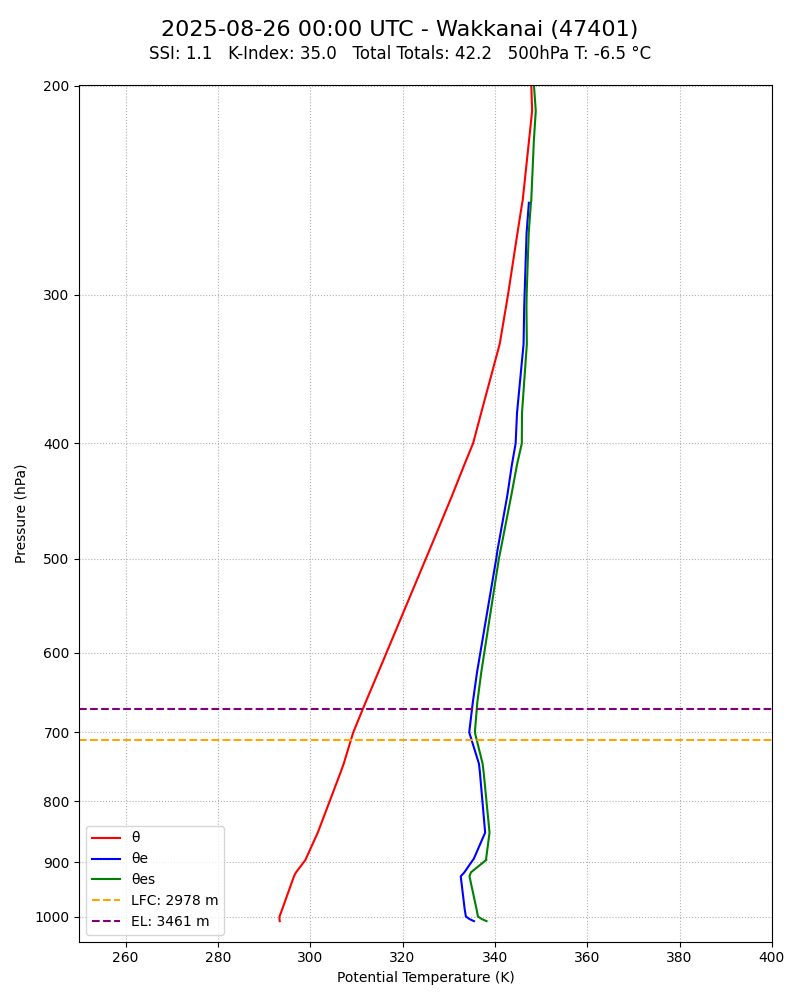 2025-08-26 00:00 UTC - Wakkanai (47401)
SSI: 1.1 K-Index: 35.0 Total Totals: 42.2 500hPa T: -6.5 °C
200
300
400
500
600
700
800
900
1000
Pressure (hPa)
θ
θe
θes
LFC: 2978 m
EL: 3461 m
260 280 300 320 340 360 380 400
Potential Temperature (K)